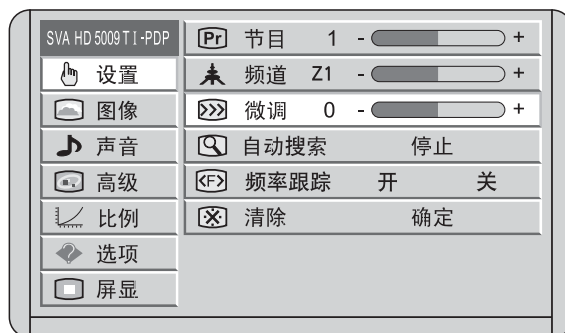 SVA HD 5009 T I -PDP
设置
图像
声音
高级
比例
选项
屏显
Pr 节目 1 - +
频道 Z1 - +
>>> 微调 0 - +
自动搜索 停止
<F> 频率跟踪 开 关
清除 确定